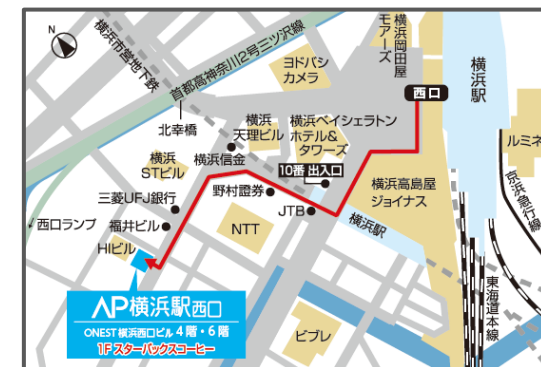 N
横浜市営地下鉄
首都高神奈川2号三ツ沢線
ヨドバシ
カメラ
横浜岡田屋
モアーズ
西口
横浜駅
北幸橋
横浜
天理ビル
横浜ベイシェラトン
ホテル&
タワーズ
横浜
STビル
横浜信金
10番 出入口
ルミネ
京浜急行線
三菱UFJ銀行
野村證券
横浜高島屋
ジョイナス
西口ランプ
福井ビル
JTB
横浜駅
HIビル
NTT
東海道本線
AP横浜駅西口
ONEST横浜西口ビル 4階・6階
1F スターバックスコーヒー
ビブレ